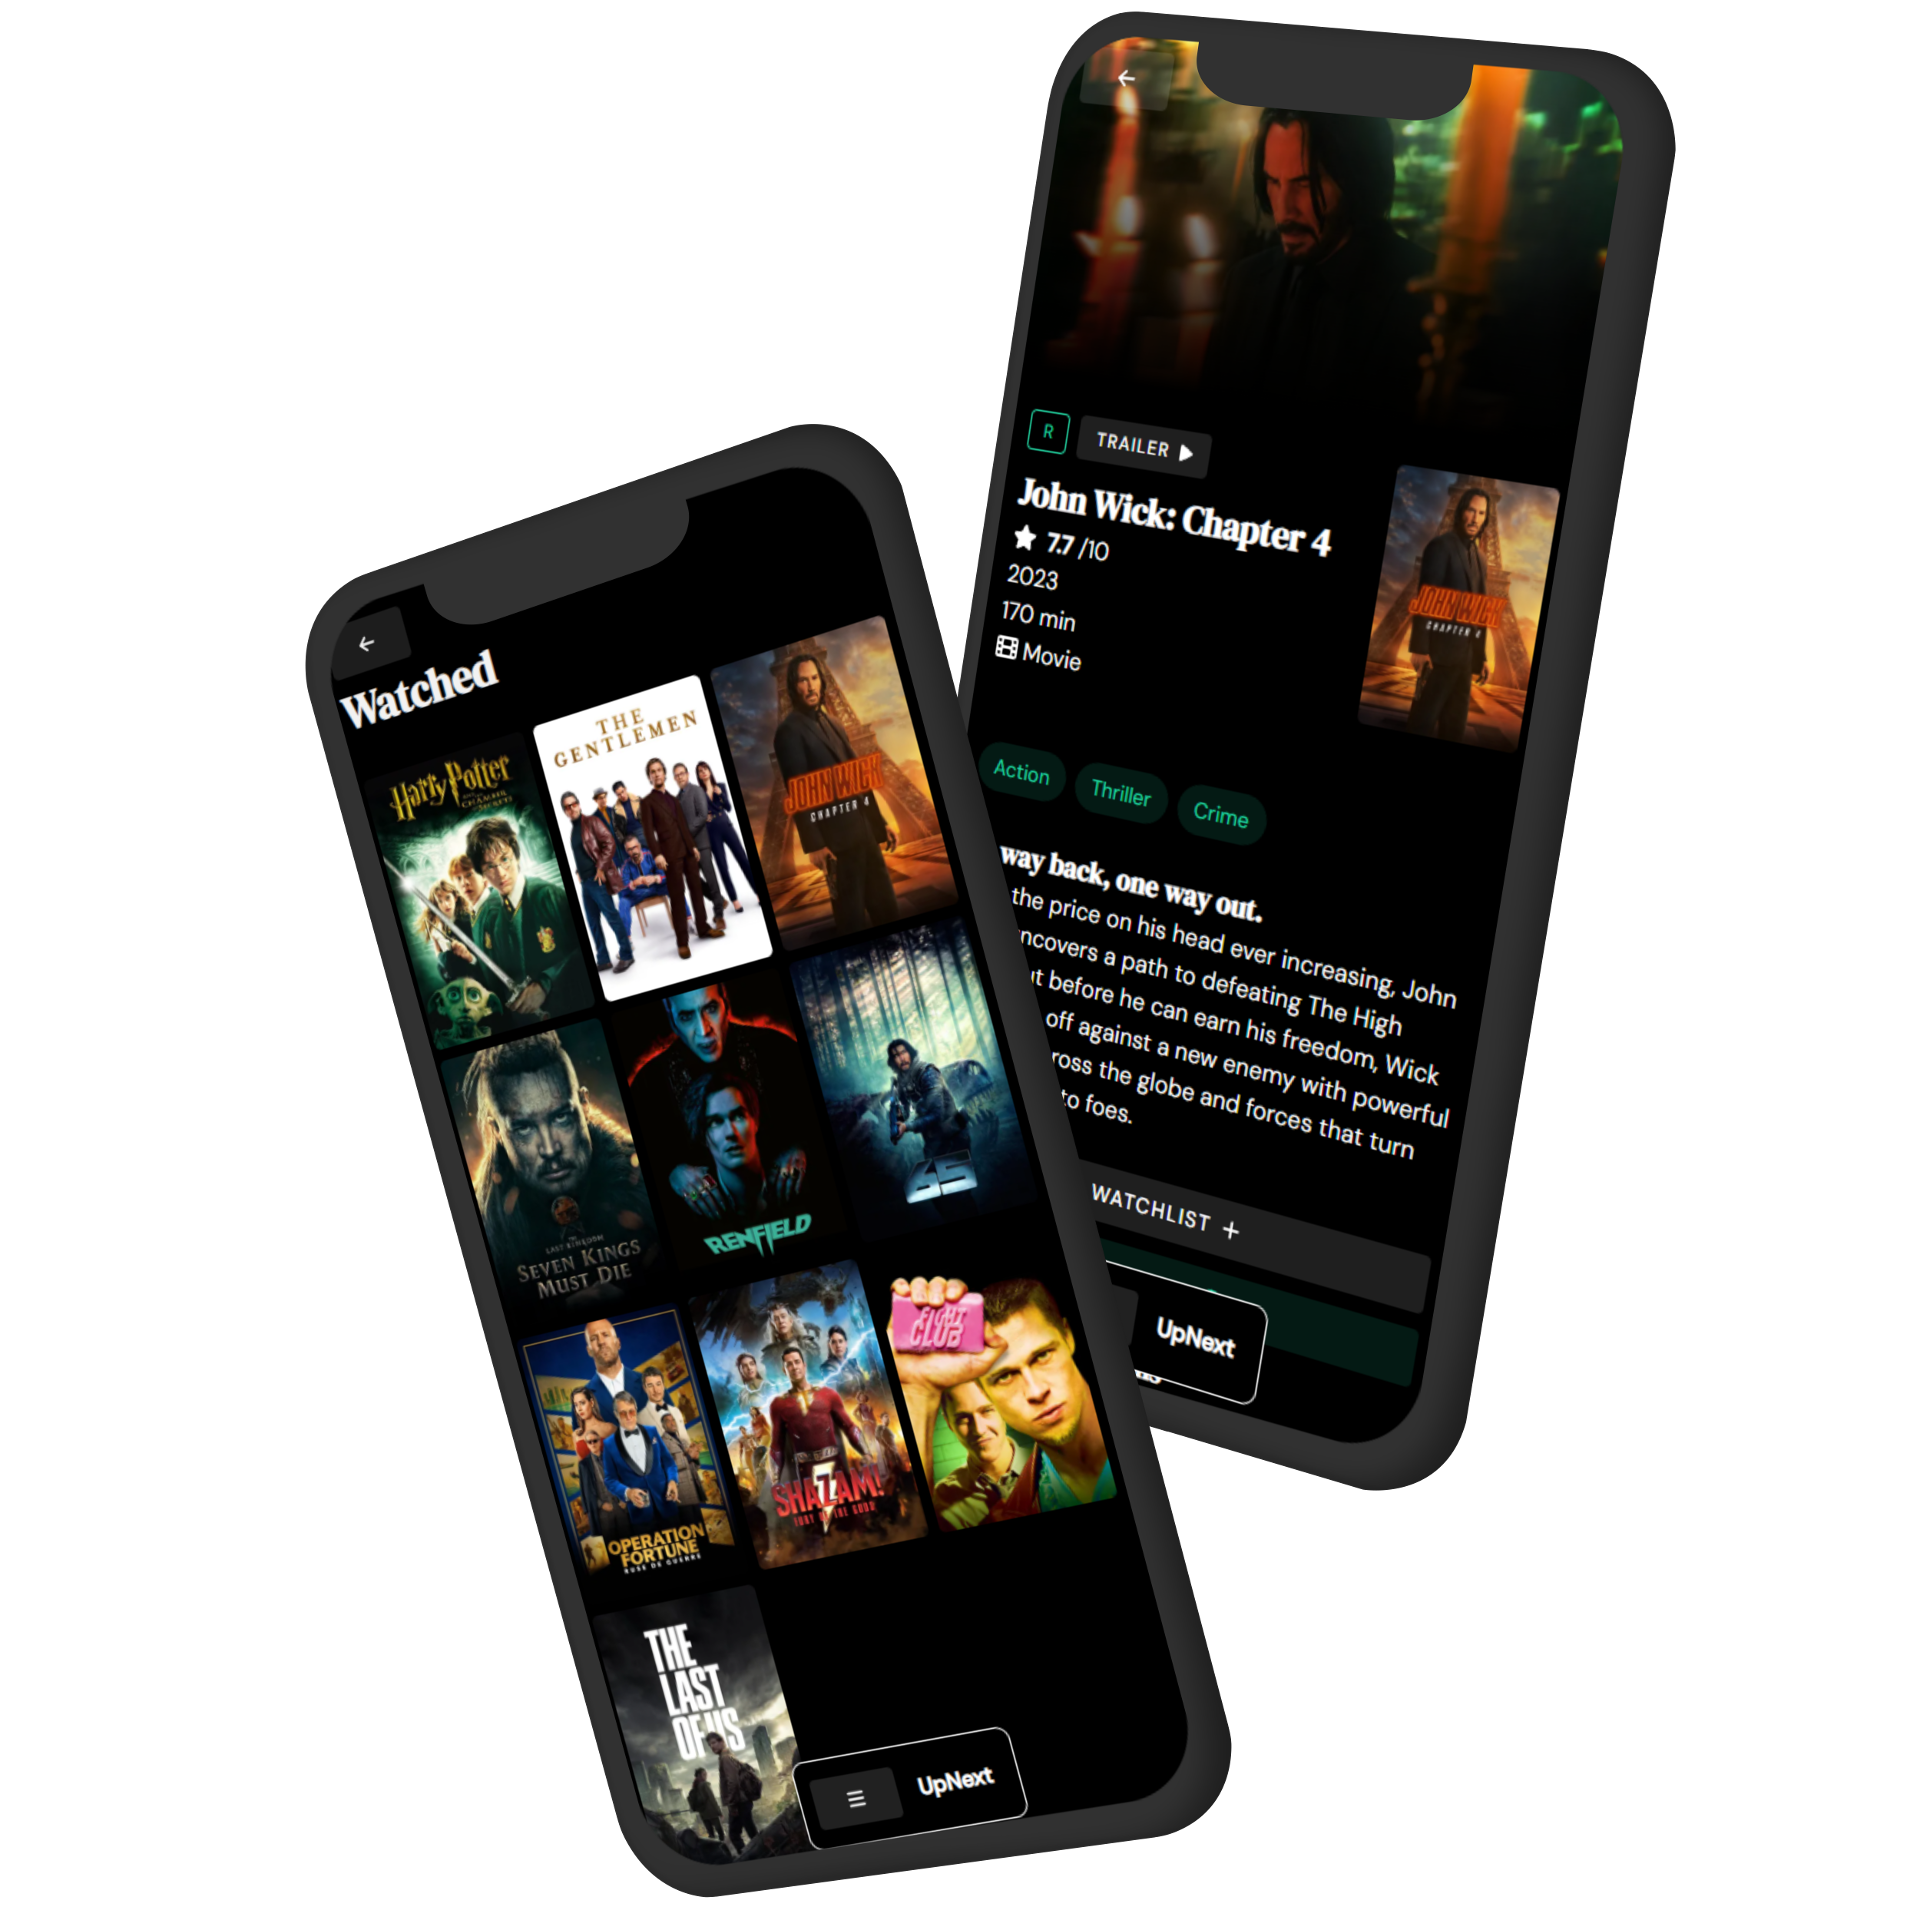 Watched
Harry Potter
AND THE
CHAMBER
OF SECRETS
THE
GENTLEMEN
JOHN WICK
CHAPTER 4
THE
LAST KINGDOM
SEVEN KINGS
MUST DIE
RENFIELD
65
OPERATION
FORTUNE
RUSE DE GUERRE
SHAZAM!
FURY OF THE GODS
FIGHT
CLUB
THE
LAST
OF US
UpNext
R
TRAILER
John Wick: Chapter 4
7.7 /10
2023
170 min
Movie
JOHN WICK
CHAPTER 4
Action
Thriller
Crime
way back, one way out.
the price on his head ever increasing, John
ncovers a path to defeating The High
ut before he can earn his freedom, Wick
off against a new enemy with powerful
ross the globe and forces that turn
to foes.
WATCHLIST +
UpNext